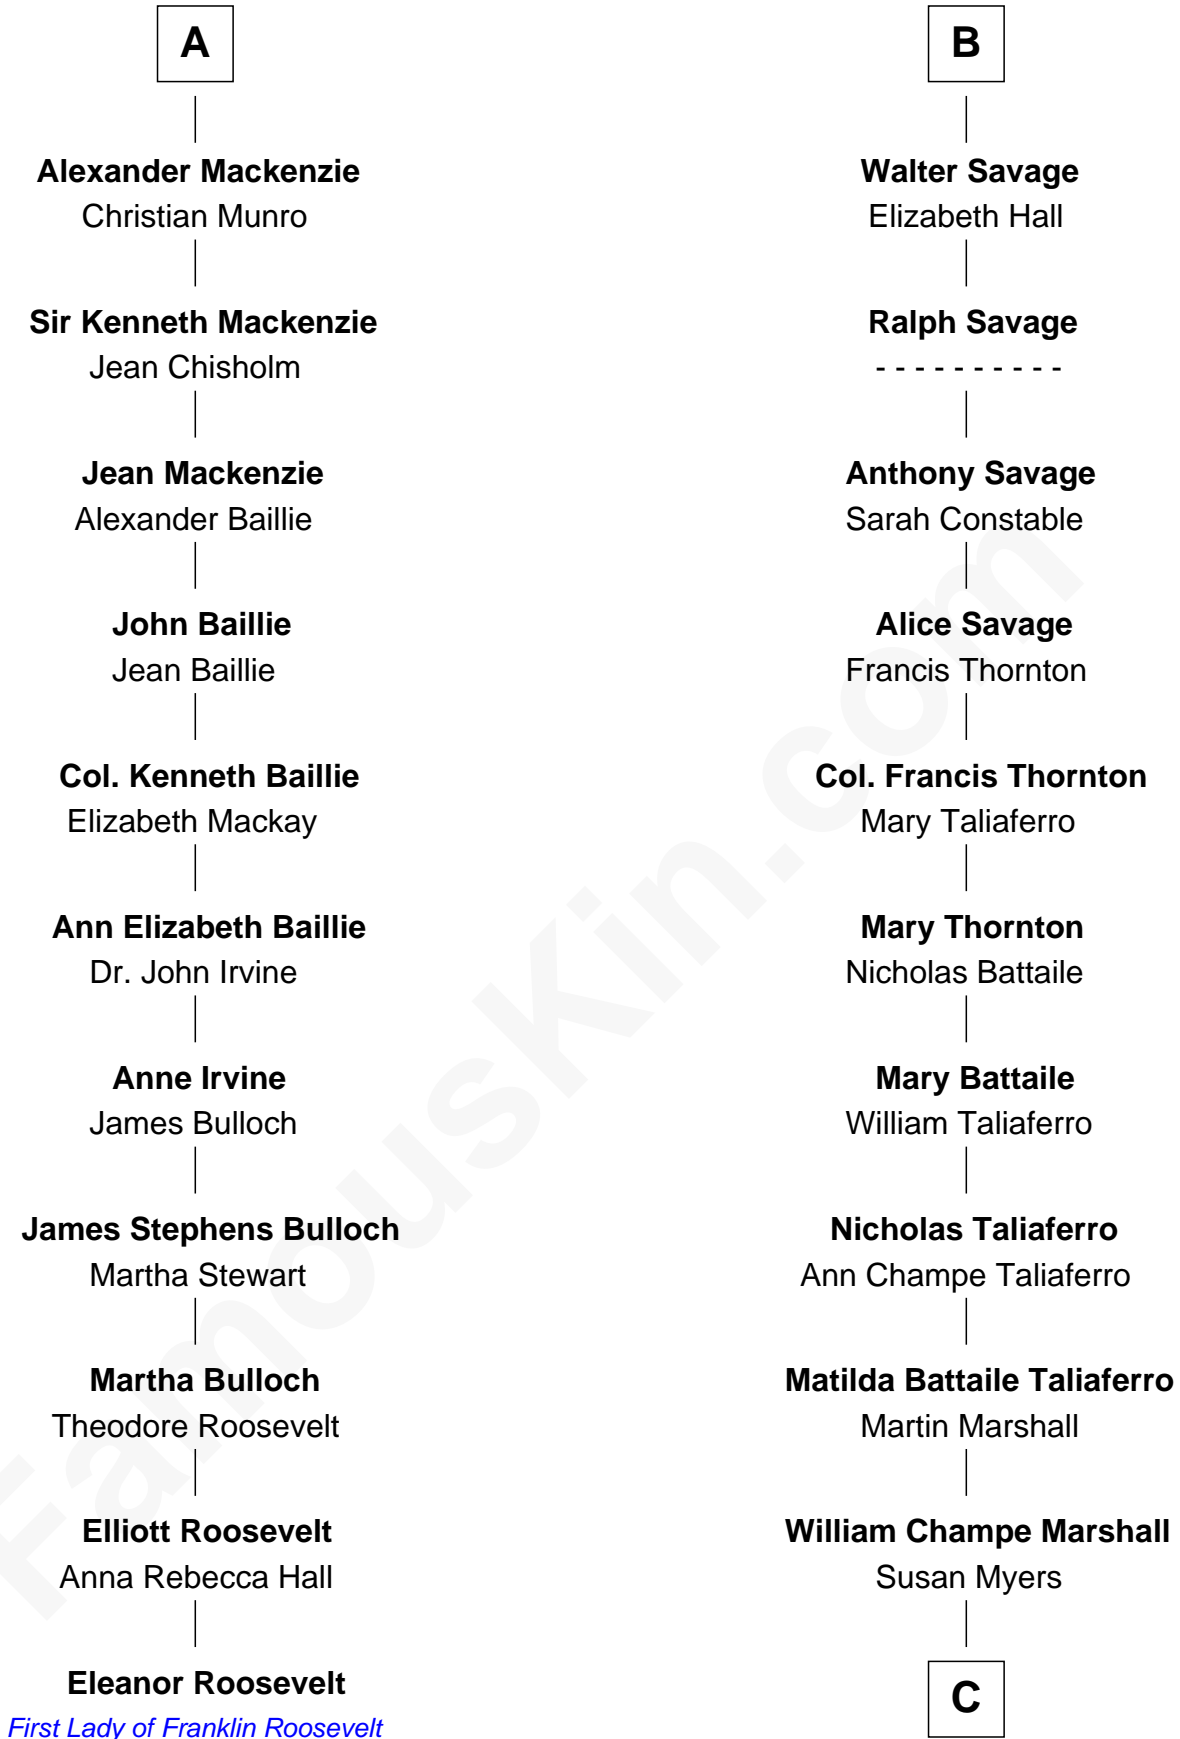 A
Alexander Mackenzie
Christian Munro
Sir Kenneth Mackenzie
Jean Chisholm
Jean Mackenzie
Alexander Baillie
John Baillie
Jean Baillie
Col. Kenneth Baillie
Elizabeth Mackay
Ann Elizabeth Baillie
Dr. John Irvine
Anne Irvine
James Bulloch
James Stephens Bulloch
Martha Stewart
Martha Bulloch
Theodore Roosevelt
Elliott Roosevelt
Anna Rebecca Hall
Eleanor Roosevelt
First Lady of Franklin Roosevelt
B
Walter Savage
Elizabeth Hall
Ralph Savage
- - - - - - - - - -
Anthony Savage
Sarah Constable
Alice Savage
Francis Thornton
Col. Francis Thornton
Mary Taliaferro
Mary Thornton
Nicholas Battaile
Mary Battaile
William Taliaferro
Nicholas Taliaferro
Ann Champe Taliaferro
Matilda Battaile Taliaferro
Martin Marshall
William Champe Marshall
Susan Myers
C
FamousKin.com